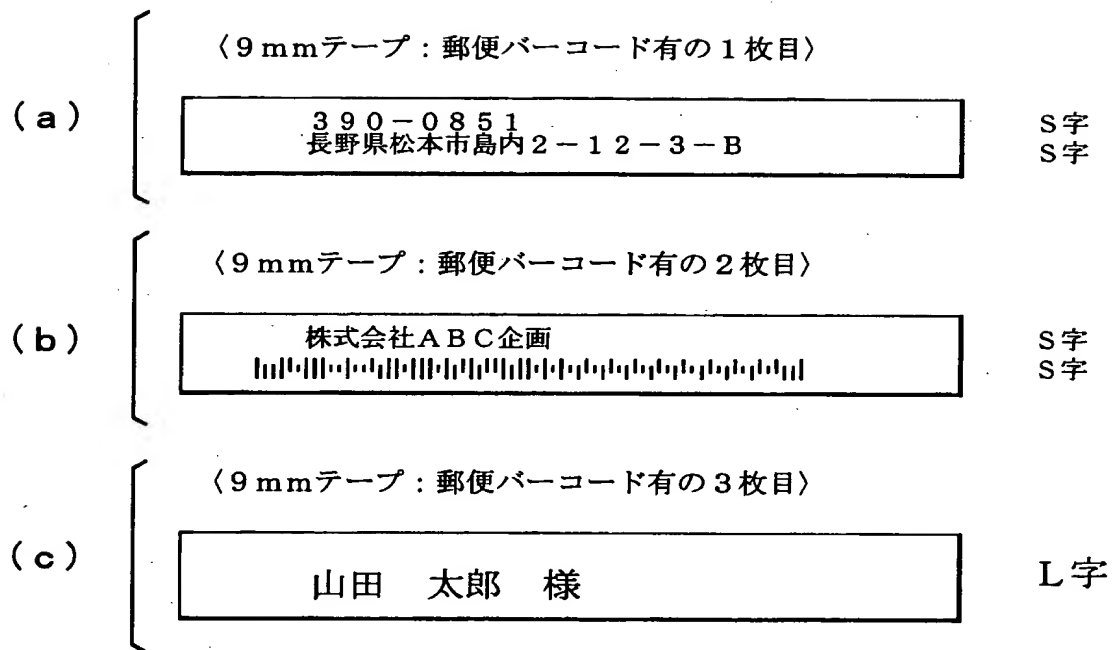 〈9mmテープ：郵便バーコード有の1枚目〉
(a)
390－0851 S字
長野県松本市島内2－12－3－B S字
〈9mmテープ：郵便バーコード有の2枚目〉
(b)
株式会社ABC企画 S字
S字
〈9mmテープ：郵便バーコード有の3枚目〉
(c)
山田　太郎　様 L字